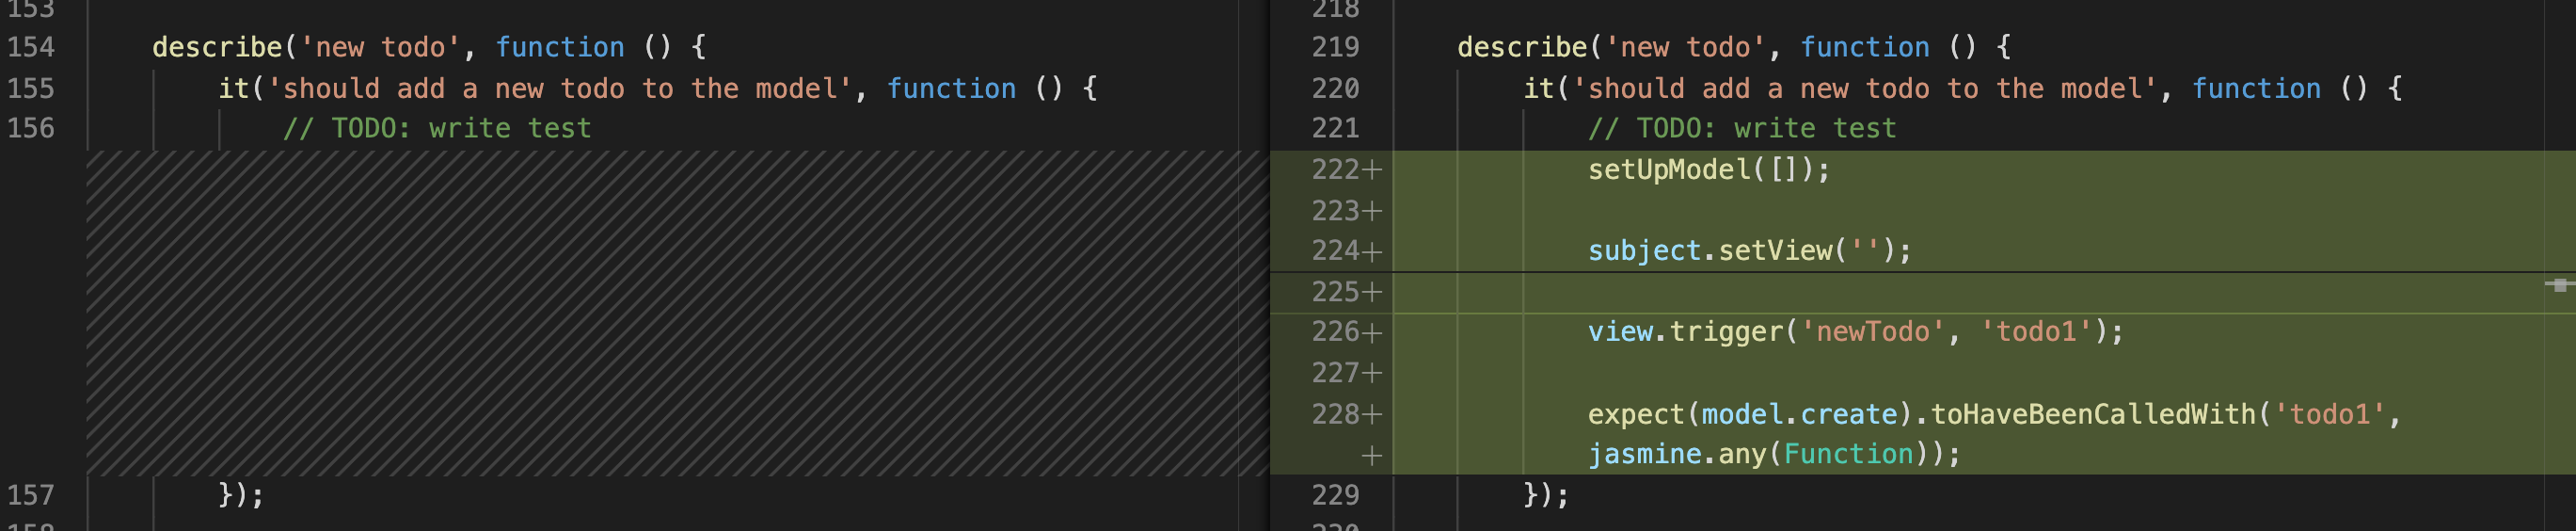 153
154 describe('new todo', function () {
155 it('should add a new todo to the model', function () {
156 // TODO: write test
157 });
158
218
219 describe('new todo', function () {
220 it('should add a new todo to the model', function () {
221 // TODO: write test
222+ setUpModel([]);
223+
224+ subject.setView('');
225+
226+ view.trigger('newTodo', 'todo1');
227+
228+ expect(model.create).toHaveBeenCalledWith('todo1',
+ jasmine.any(Function));
229 });
230